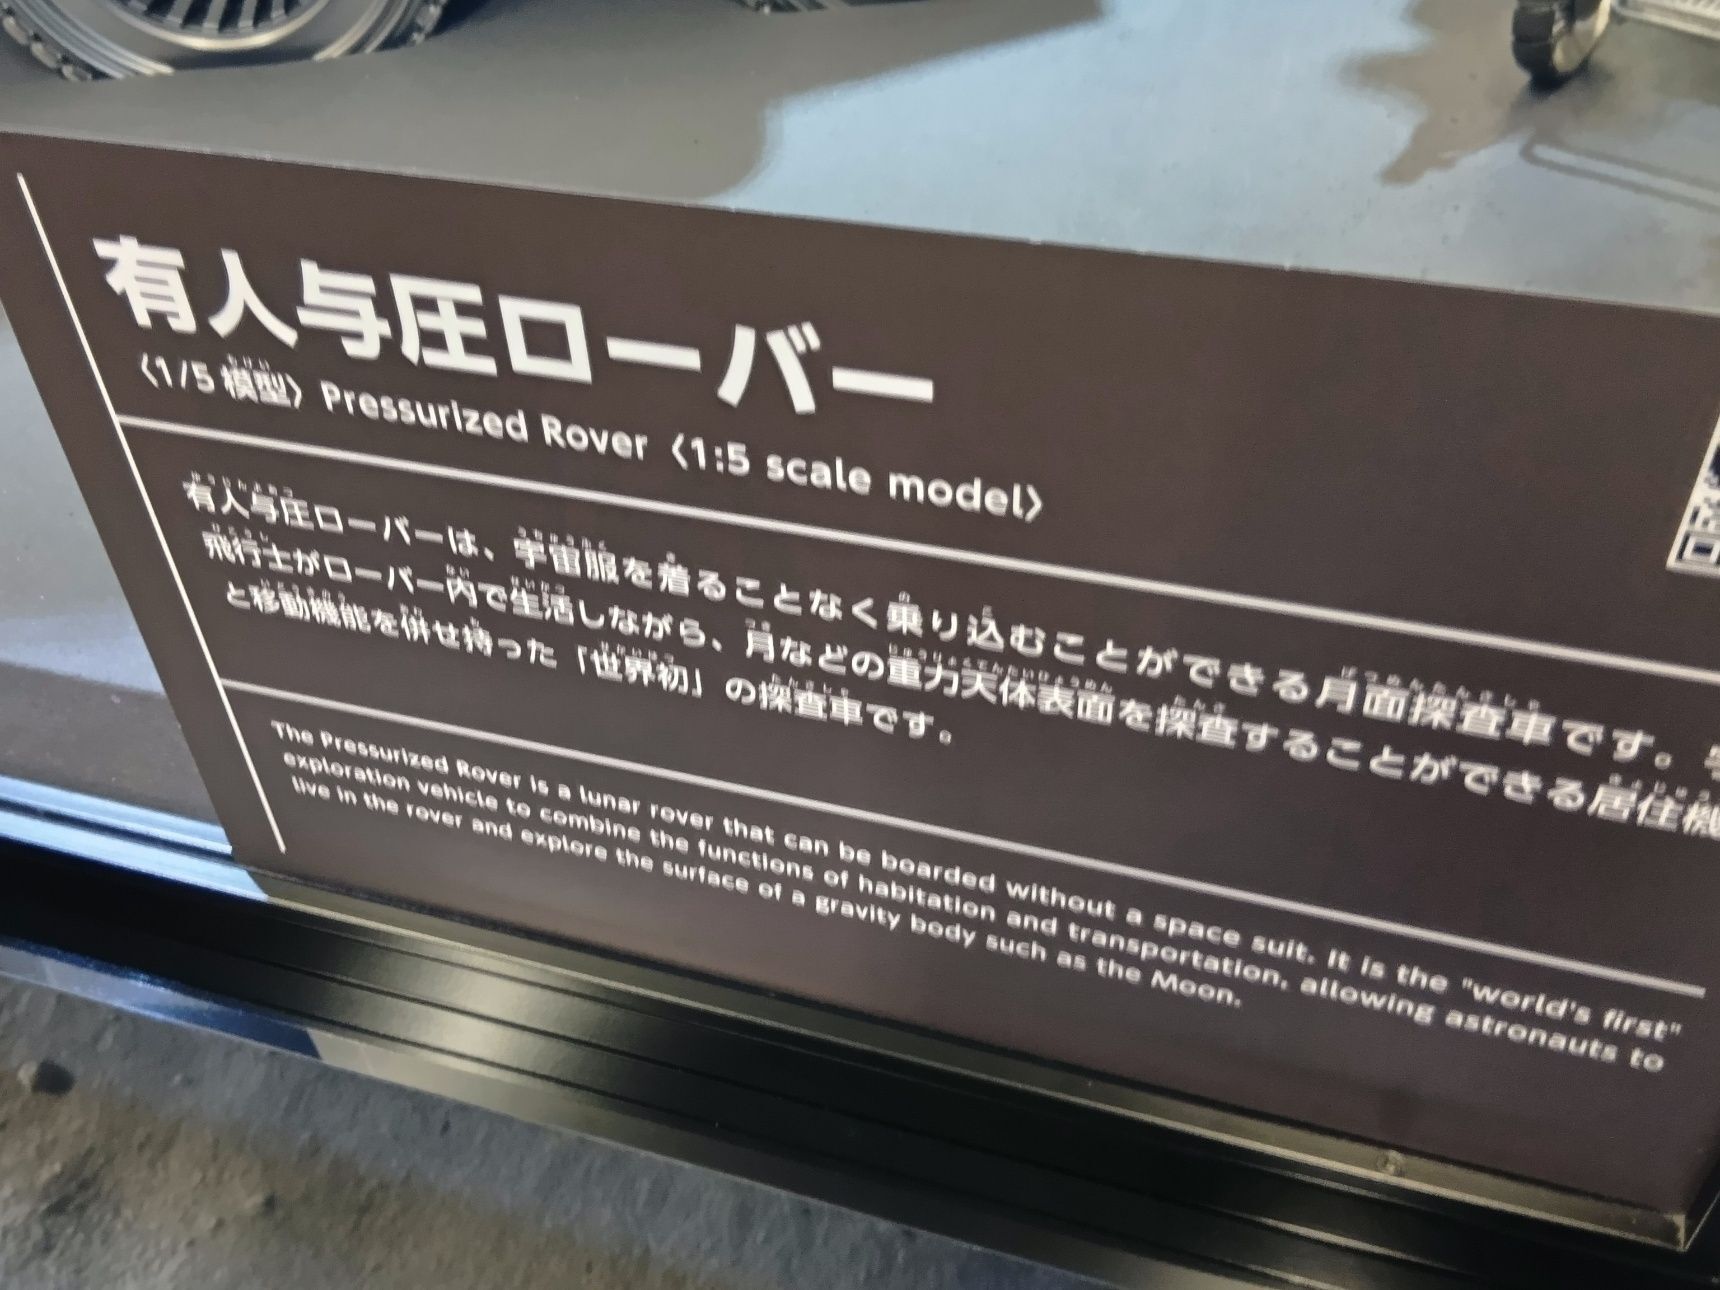 有人与圧ローバー
〈1/5 模型〉 Pressurized Rover 〈1:5 scale model〉
有人与圧ローバーは、宇宙服を着ることなく乗り込むことができる月面探査車です。
飛行士がローバー内で生活しながら、月などの重力天体表面を探査することができる居住機
と移動機能を併せ持った「世界初」の探査車です。
The Pressurized Rover is a lunar rover that can be boarded without a space suit. It is the "world's first"
exploration vehicle to combine the functions of habitation and transportation, allowing astronauts to
live in the rover and explore the surface of a gravity body such as the Moon.